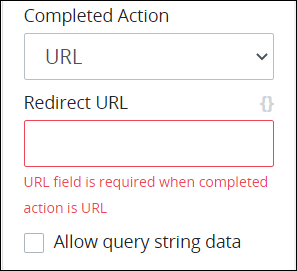 Completed Action
URL
Redirect URL {}
URL field is required when completed
action is URL
Allow query string data